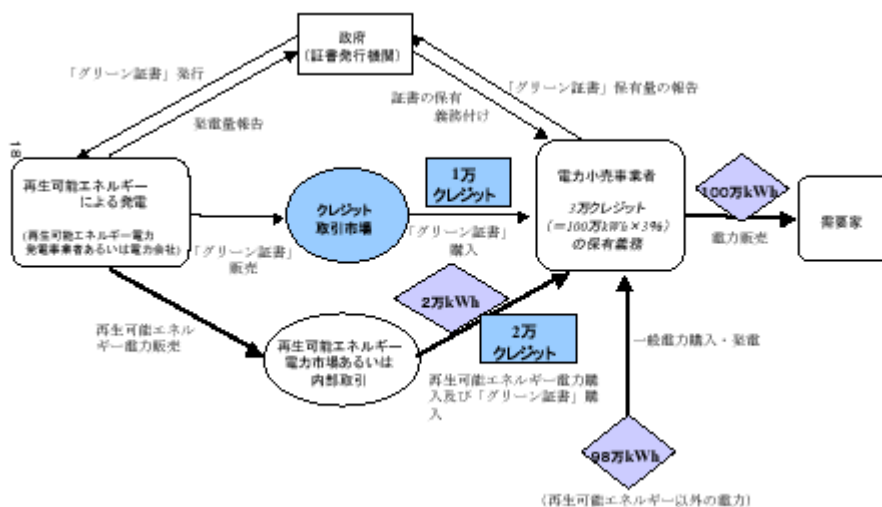 政府
(証書発行機関)
「グリーン証書」発行
発電量報告
証書の保有
義務付け
「グリーン証書」保有量の報告
18
再生可能エネルギー
による発電
(再生可能エネルギー電力
発電事業者あるいは電力会社)
クレジット
取引市場
1万
クレジット
「グリーン証書」
販売
「グリーン証書」
購入
電力小売事業者
3万クレジット
(=100万kWh×3%)
の保有義務
100万kWh
電力販売
需要家
再生可能エネル
ギー電力販売
再生可能エネルギー
電力市場あるいは
内部取引
2万kWh
2万
クレジット
再生可能エネルギー電力購
入及び「グリーン証書」購
入
一般電力購入・発電
98万kWh
(再生可能エネルギー以外の電力)